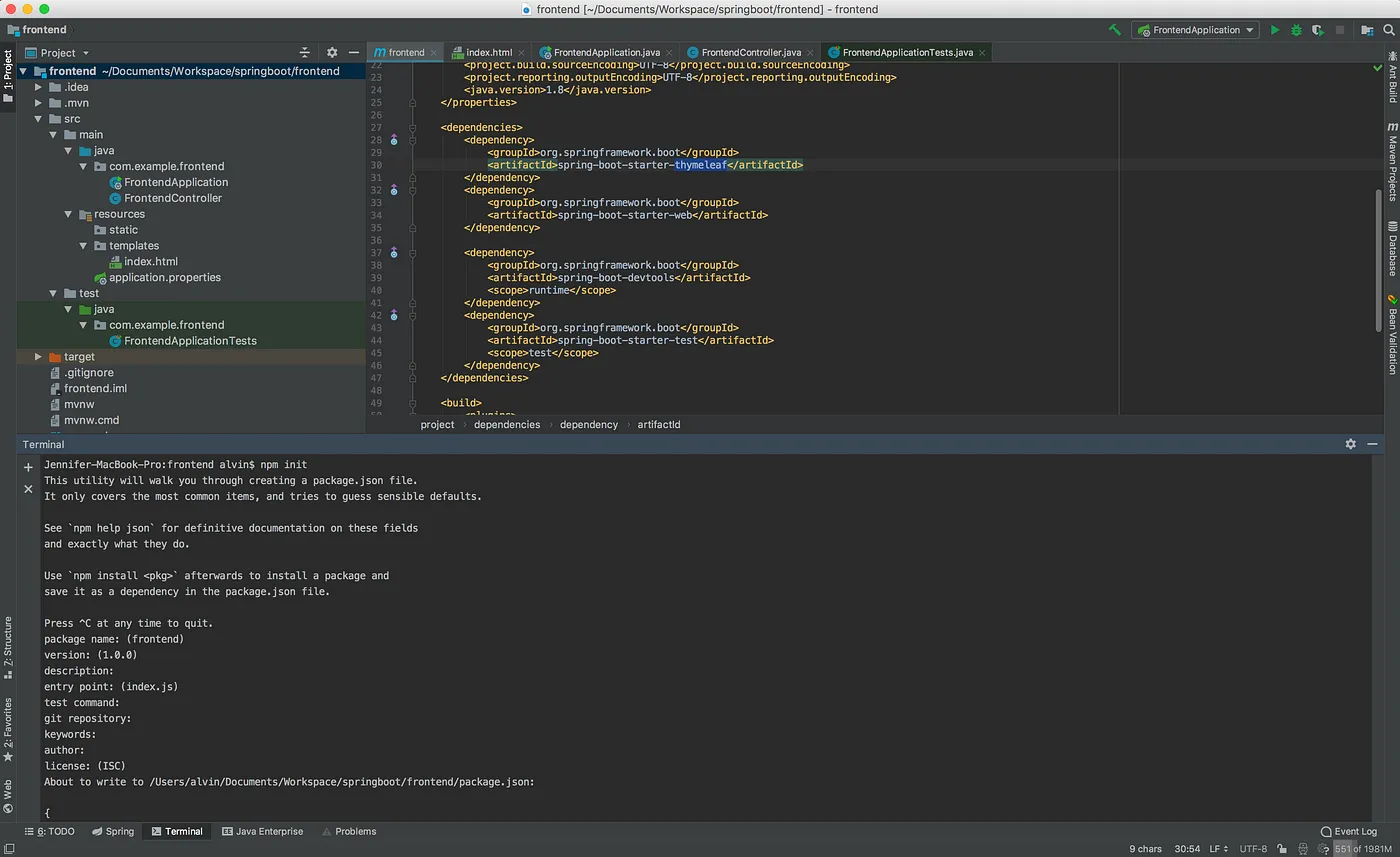 frontend [~/Documents/Workspace/springboot/frontend] - frontend
frontend
FrontendApplication
1: Project
Project
frontend ~/Documents/Workspace/springboot/frontend
.idea
.mvn
src
main
java
com.example.frontend
FrontendApplication
FrontendController
resources
static
templates
index.html
application.properties
test
java
com.example.frontend
FrontendApplicationTests
target
.gitignore
frontend.iml
mvnw
mvnw.cmd
frontend
index.html
FrontendApplication.java
FrontendController.java
FrontendApplicationTests.java
22 <project.build.sourceEncoding>UTF-8</project.build.sourceEncoding>
23 <project.reporting.outputEncoding>UTF-8</project.reporting.outputEncoding>
24 <java.version>1.8</java.version>
25 </properties>
26
27 <dependencies>
28 <dependency>
29 <groupId>org.springframework.boot</groupId>
30 <artifactId>spring-boot-starter-thymeleaf</artifactId>
31 </dependency>
32 <dependency>
33 <groupId>org.springframework.boot</groupId>
34 <artifactId>spring-boot-starter-web</artifactId>
35 </dependency>
36
37 <dependency>
38 <groupId>org.springframework.boot</groupId>
39 <artifactId>spring-boot-devtools</artifactId>
40 <scope>runtime</scope>
41 </dependency>
42 <dependency>
43 <groupId>org.springframework.boot</groupId>
44 <artifactId>spring-boot-starter-test</artifactId>
45 <scope>test</scope>
46 </dependency>
47 </dependencies>
48
49 <build>
50 <plugins>
project › dependencies › dependency › artifactId
Ant Build
Maven Projects
Database
Bean Validation
Terminal
Jennifer-MacBook-Pro:frontend alvin$ npm init
This utility will walk you through creating a package.json file.
It only covers the most common items, and tries to guess sensible defaults.
See `npm help json` for definitive documentation on these fields
and exactly what they do.
Use `npm install <pkg>` afterwards to install a package and
save it as a dependency in the package.json file.
Press ^C at any time to quit.
package name: (frontend)
version: (1.0.0)
description:
entry point: (index.js)
test command:
git repository:
keywords:
author:
license: (ISC)
About to write to /Users/alvin/Documents/Workspace/springboot/frontend/package.json:
{
Z: Structure
2: Favorites
Web
6: TODO
Spring
Terminal
Java Enterprise
Problems
Event Log
9 chars
30:54
LF
UTF-8
551 of 1981M